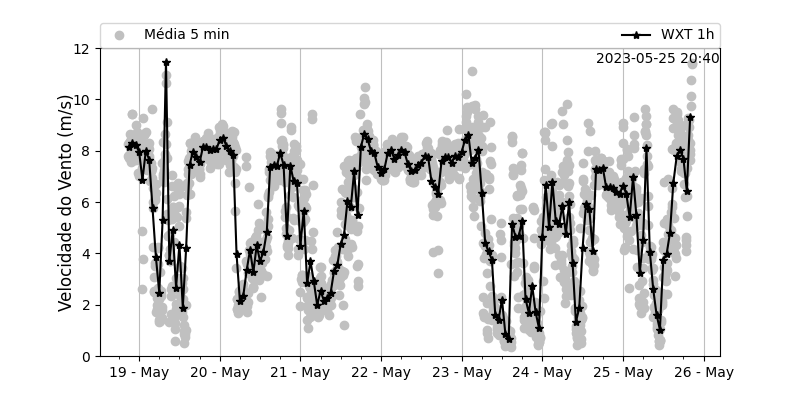 Média 5 min
WXT 1h
2023-05-25 20:40
Velocidade do Vento (m/s)
12
10
8
6
4
2
0
19 - May 20 - May 21 - May 22 - May 23 - May 24 - May 25 - May 26 - May